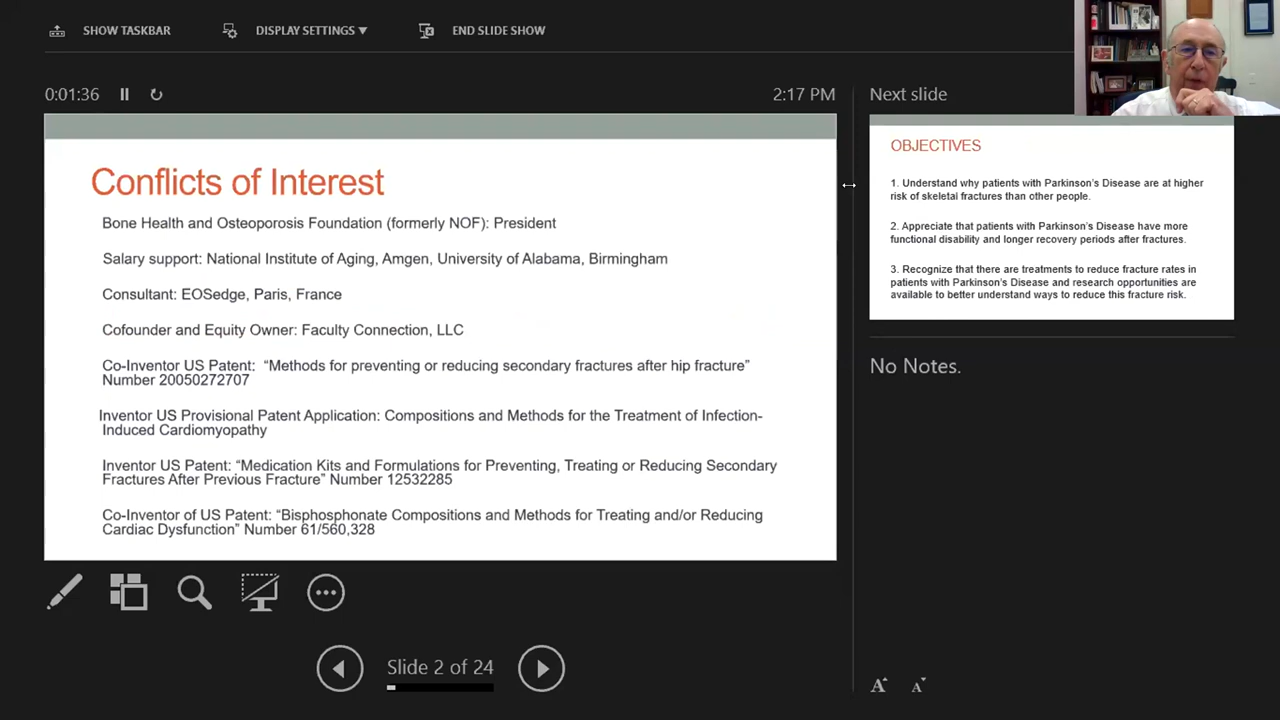 SHOW TASKBAR
DISPLAY SETTINGS
END SLIDE SHOW
0:01:36
2:17 PM
Conflicts of Interest
Bone Health and Osteoporosis Foundation (formerly NOF): President
Salary support: National Institute of Aging, Amgen, University of Alabama, Birmingham
Consultant: EOSedge, Paris, France
Cofounder and Equity Owner: Faculty Connection, LLC
Co-Inventor US Patent:  “Methods for preventing or reducing secondary fractures after hip fracture”
Number 20050272707
Inventor US Provisional Patent Application: Compositions and Methods for the Treatment of Infection-
Induced Cardiomyopathy
Inventor US Patent: “Medication Kits and Formulations for Preventing, Treating or Reducing Secondary
Fractures After Previous Fracture” Number 12532285
Co-Inventor of US Patent: “Bisphosphonate Compositions and Methods for Treating and/or Reducing
Cardiac Dysfunction” Number 61/560,328
Slide 2 of 24
Next slide
OBJECTIVES
1. Understand why patients with Parkinson’s Disease are at higher
risk of skeletal fractures than other people.
2. Appreciate that patients with Parkinson’s Disease have more
functional disability and longer recovery periods after fractures.
3. Recognize that there are treatments to reduce fracture rates in
patients with Parkinson’s Disease and research opportunities are
available to better understand ways to reduce this fracture risk.
No Notes.
A A